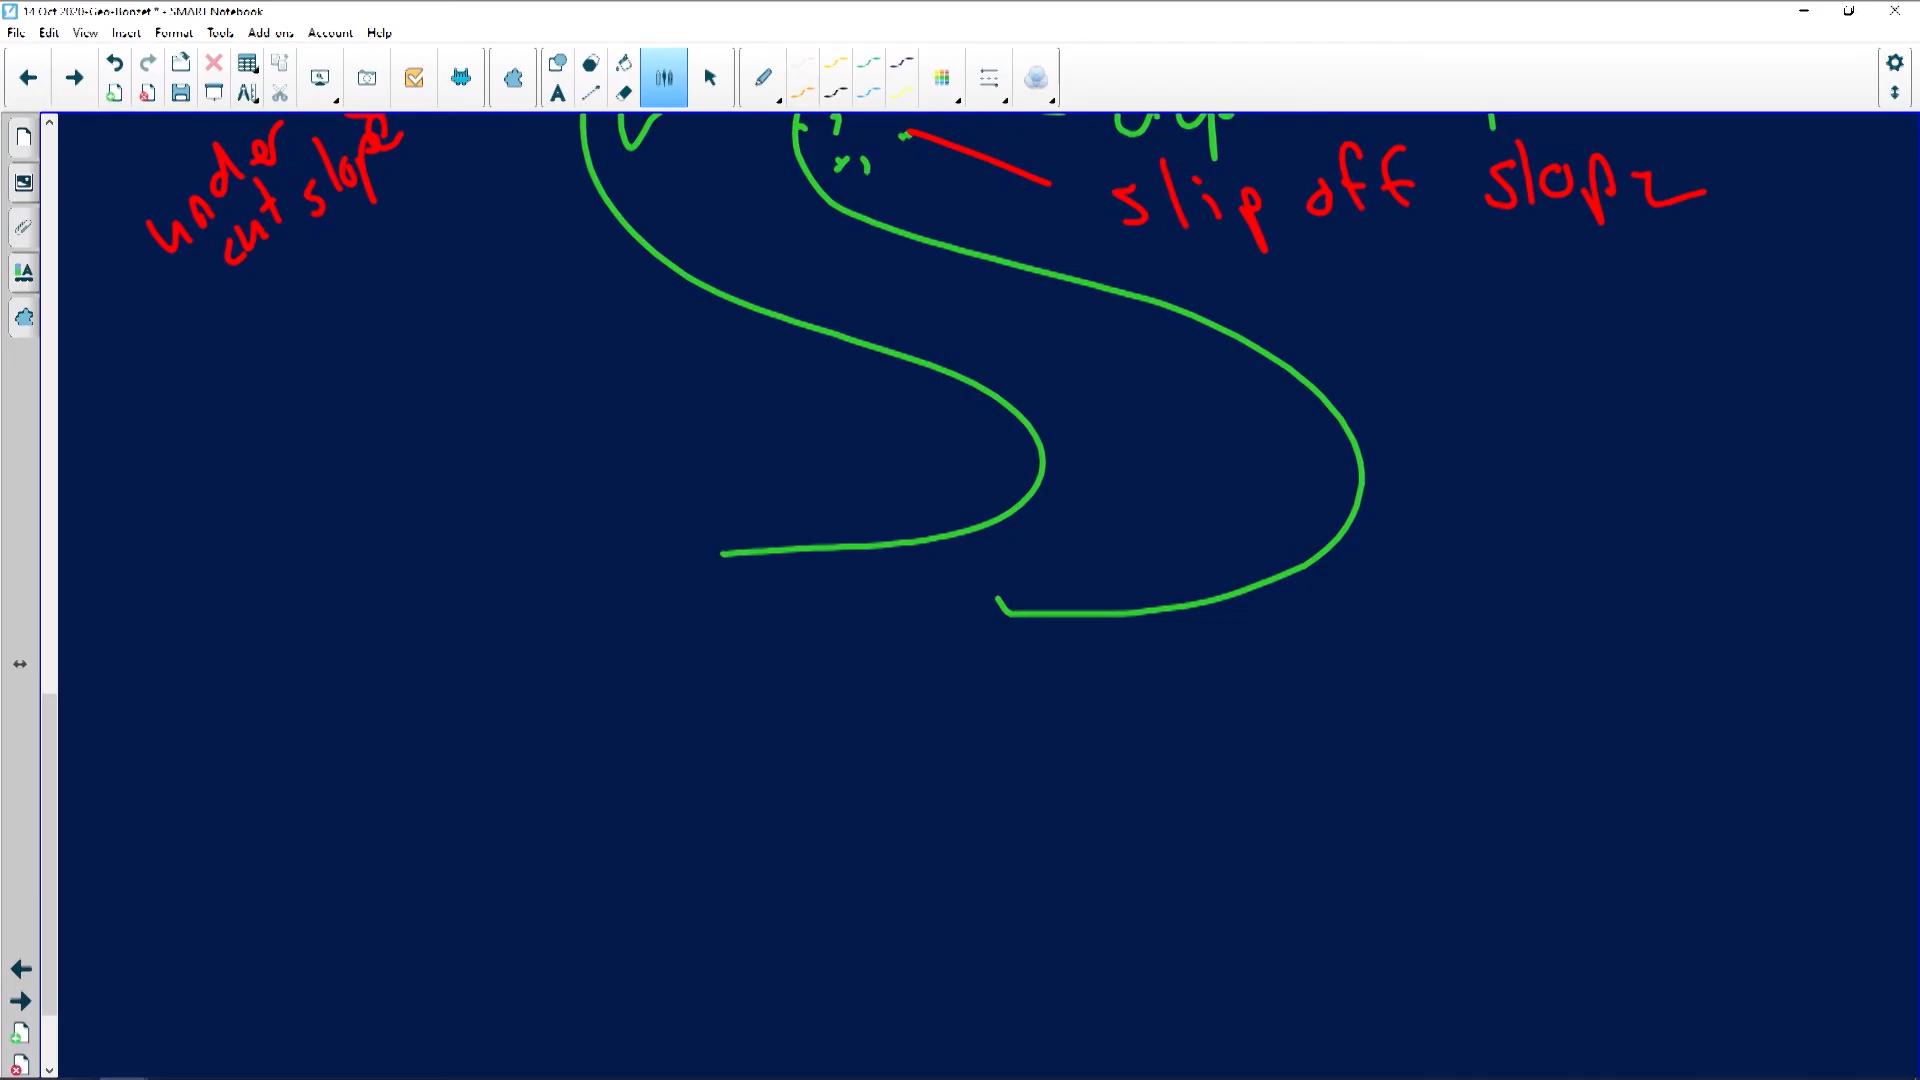 14 Oct 2020-Geo-Bonzet * - SMART Notebook
File Edit View Insert Format Tools Add-ons Account Help
under
cut slope
slip off slope